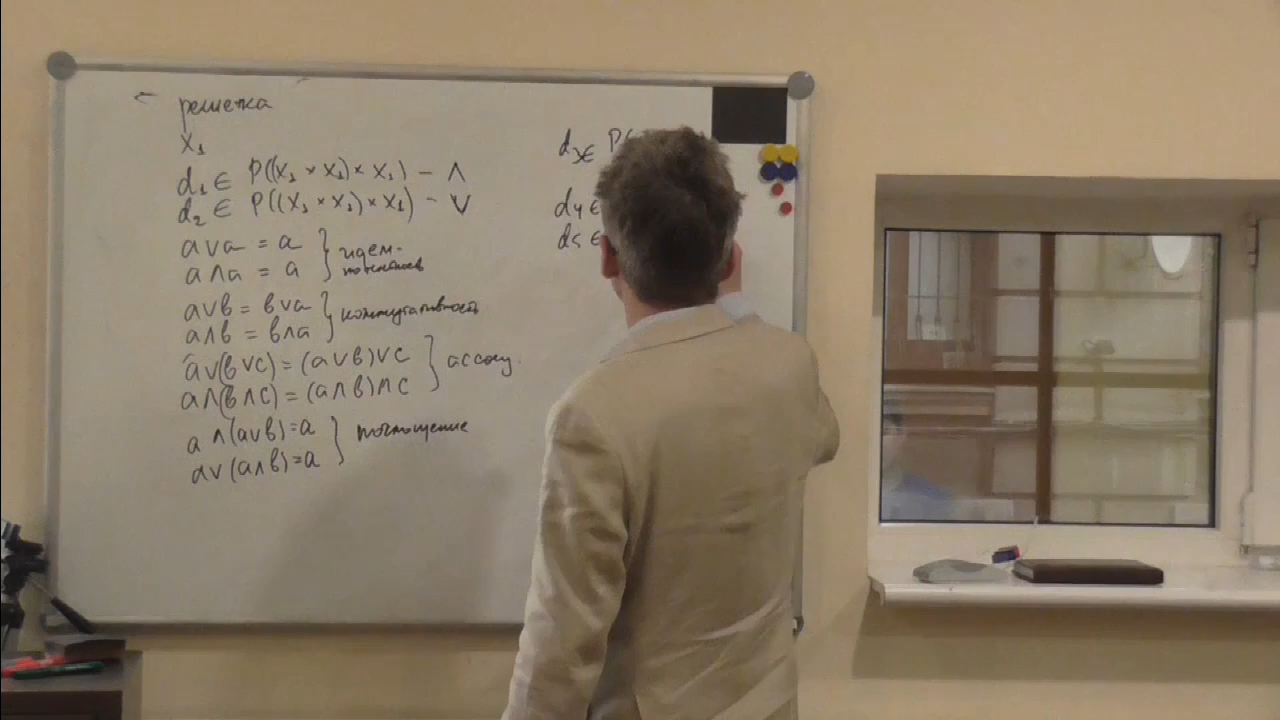 решетка
X₁
d₁ ∈ P((X₁ × X₁) × X₁) – ∧
d₂ ∈ P((X₁ × X₁) × X₁) – ∨
a∨a = a
a∧a = a
идем-
потентность
a∨в = в∨a
a∧в = в∧a
коммутативность
a∨(в∨c) = (a∨в)∨c
a∧(в∧c) = (a∧в)∧c
ассоц.
a∧(a∨в)=a
a∨(a∧в)=a
поглощение
d₃ ∈ P(
d₄ ∈
d₅ ∈